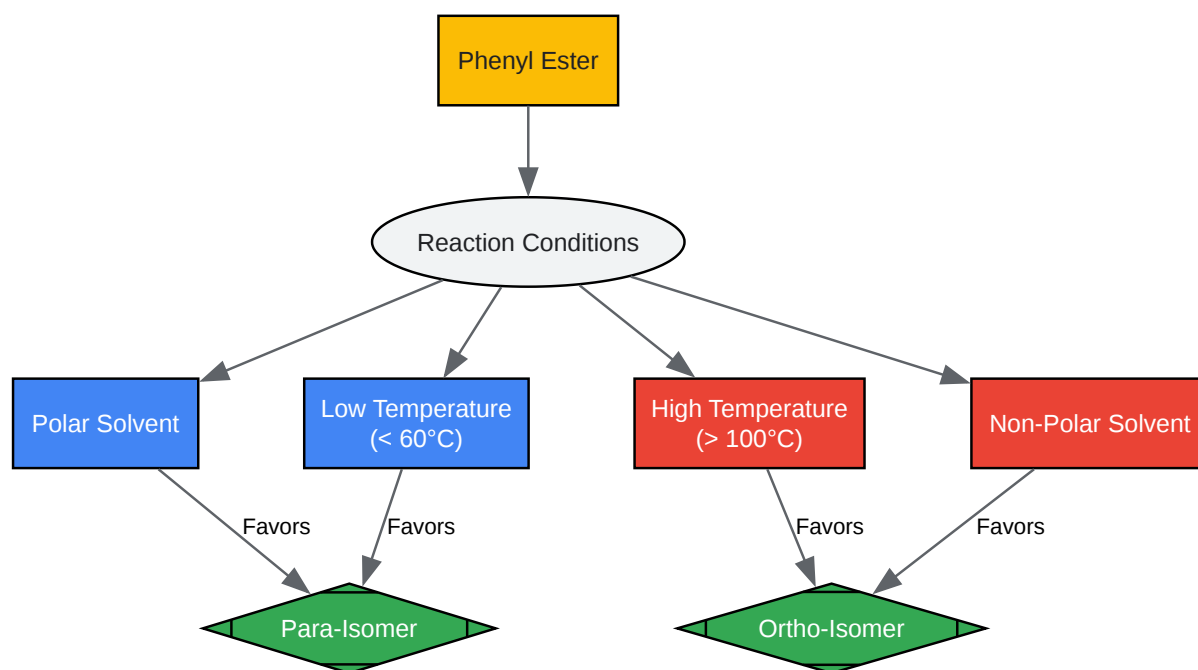 Phenyl Ester
Reaction Conditions
Polar Solvent
Low Temperature
(< 60°C)
High Temperature
(> 100°C)
Non-Polar Solvent
Favors
Favors
Favors
Favors
Para-Isomer
Ortho-Isomer